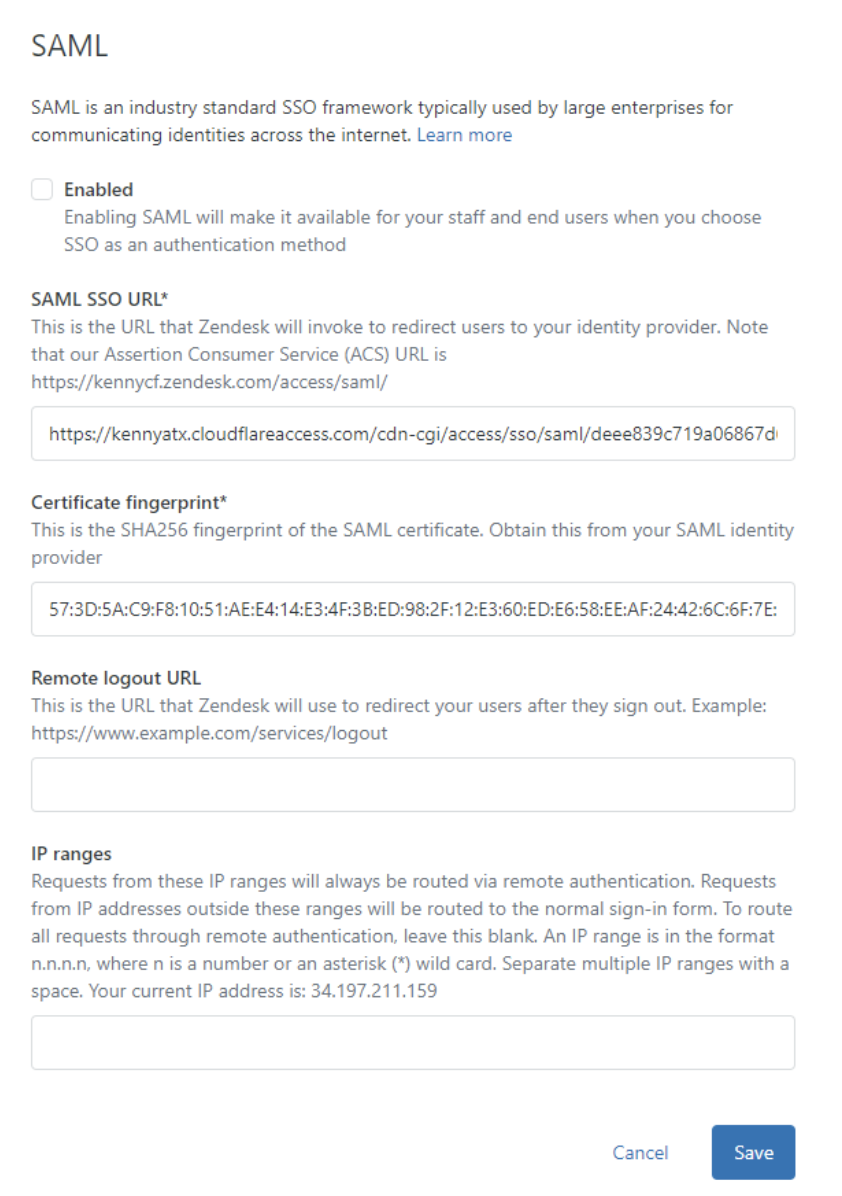 SAML
SAML is an industry standard SSO framework typically used by large enterprises for
communicating identities across the internet. Learn more
Enabled
Enabling SAML will make it available for your staff and end users when you choose
SSO as an authentication method
SAML SSO URL*
This is the URL that Zendesk will invoke to redirect users to your identity provider. Note
that our Assertion Consumer Service (ACS) URL is
https://kennycf.zendesk.com/access/saml/
https://kennyatx.cloudflareaccess.com/cdn-cgi/access/sso/saml/deee839c719a06867d
Certificate fingerprint*
This is the SHA256 fingerprint of the SAML certificate. Obtain this from your SAML identity
provider
57:3D:5A:C9:F8:10:51:AE:E4:14:E3:4F:3B:ED:98:2F:12:E3:60:ED:E6:58:EE:AF:24:42:6C:6F:7E:
Remote logout URL
This is the URL that Zendesk will use to redirect your users after they sign out. Example:
https://www.example.com/services/logout
IP ranges
Requests from these IP ranges will always be routed via remote authentication. Requests
from IP addresses outside these ranges will be routed to the normal sign-in form. To route
all requests through remote authentication, leave this blank. An IP range is in the format
n.n.n.n, where n is a number or an asterisk (*) wild card. Separate multiple IP ranges with a
space. Your current IP address is: 34.197.211.159
Cancel
Save